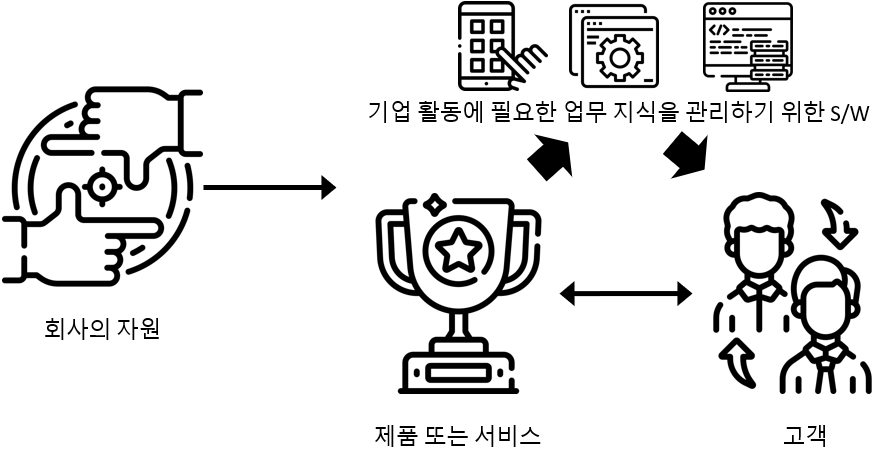 기업 활동에 필요한 업무 지식을 관리하기 위한 S/W
회사의 자원
제품 또는 서비스
고객